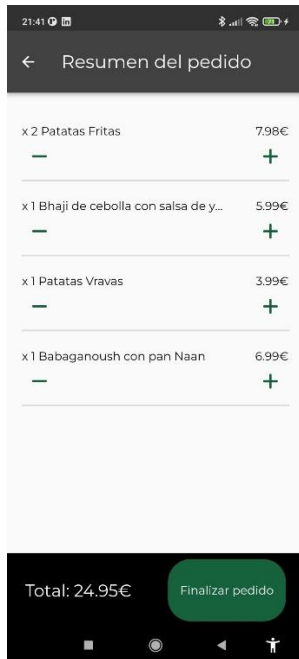 21:41
Resumen del pedido
x 2 Patatas Fritas 7.98€
x 1 Bhaji de cebolla con salsa de y... 5.99€
x 1 Patatas Vravas 3.99€
x 1 Babaganoush con pan Naan 6.99€
Total: 24.95€ Finalizar pedido